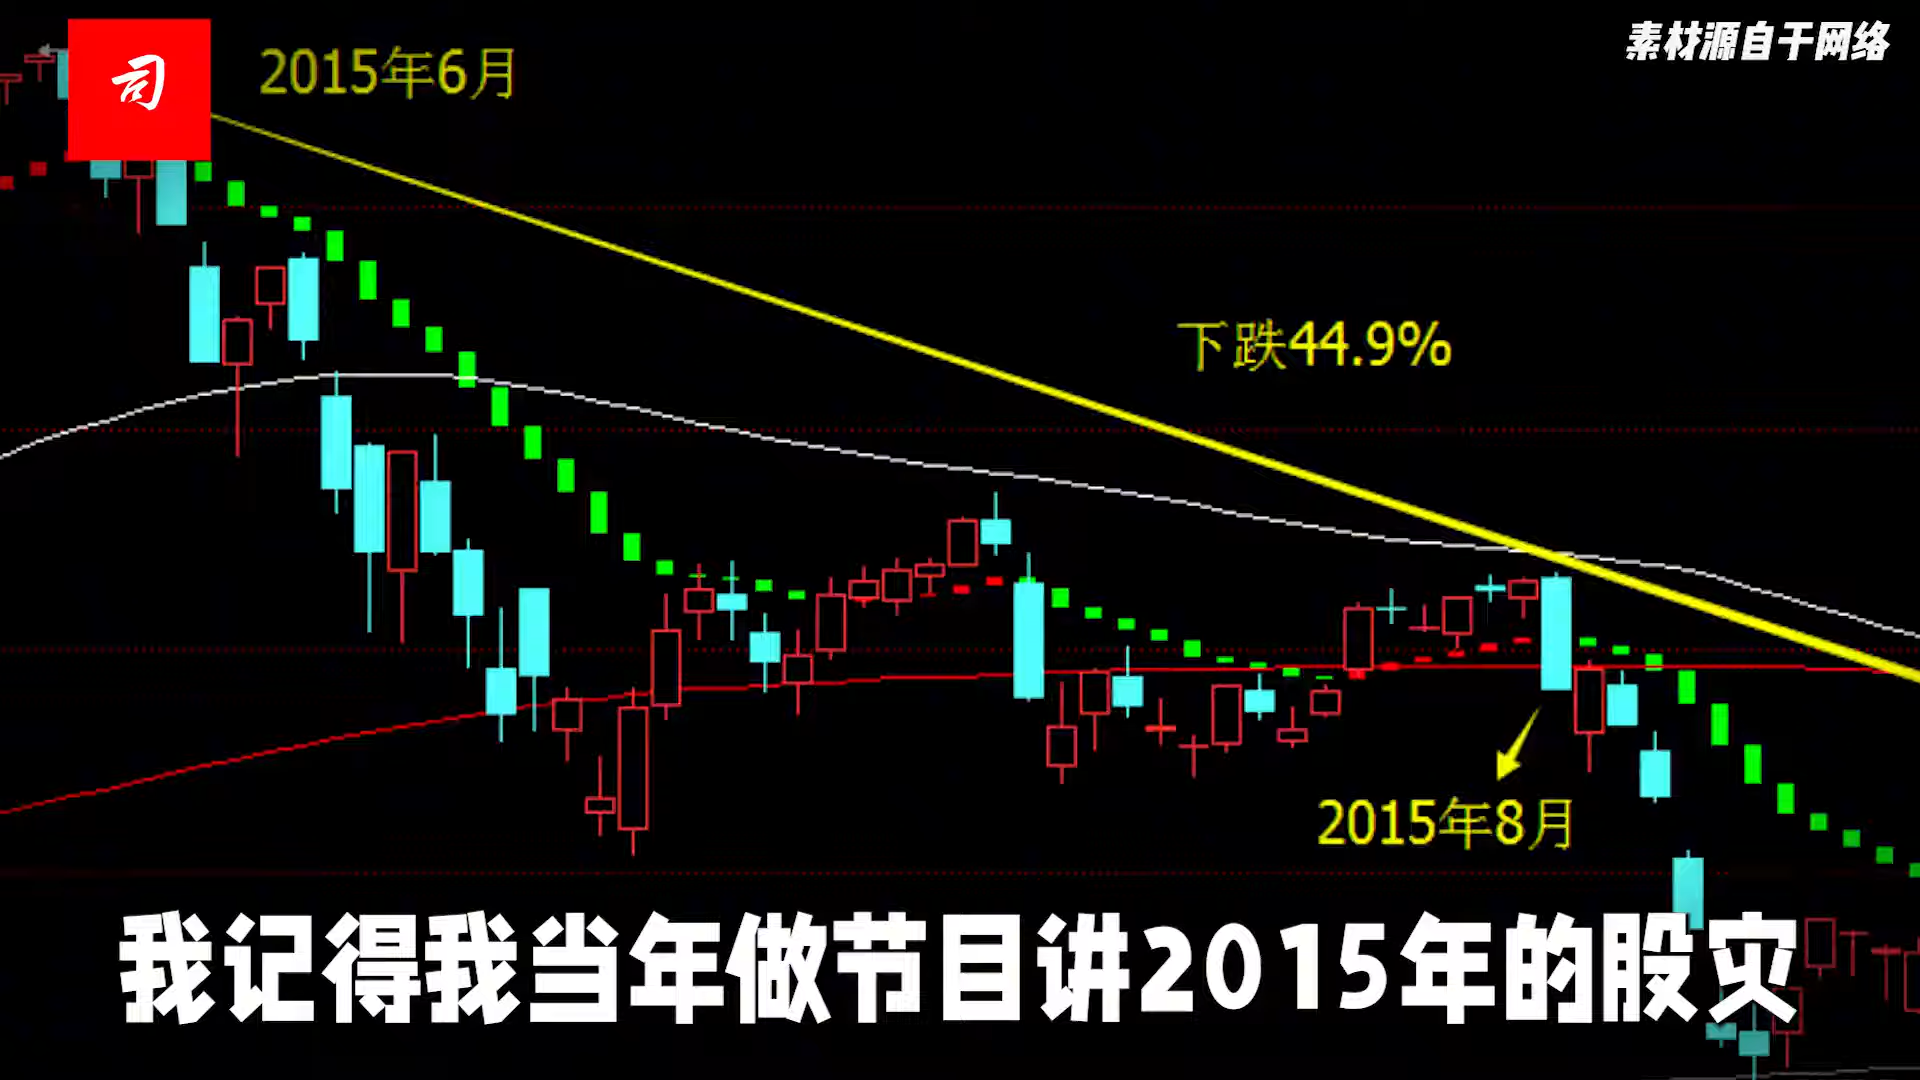 司
2015年6月
素材源自于网络
下跌44.9%
2015年8月
我记得我当年做节目讲2015年的股灾